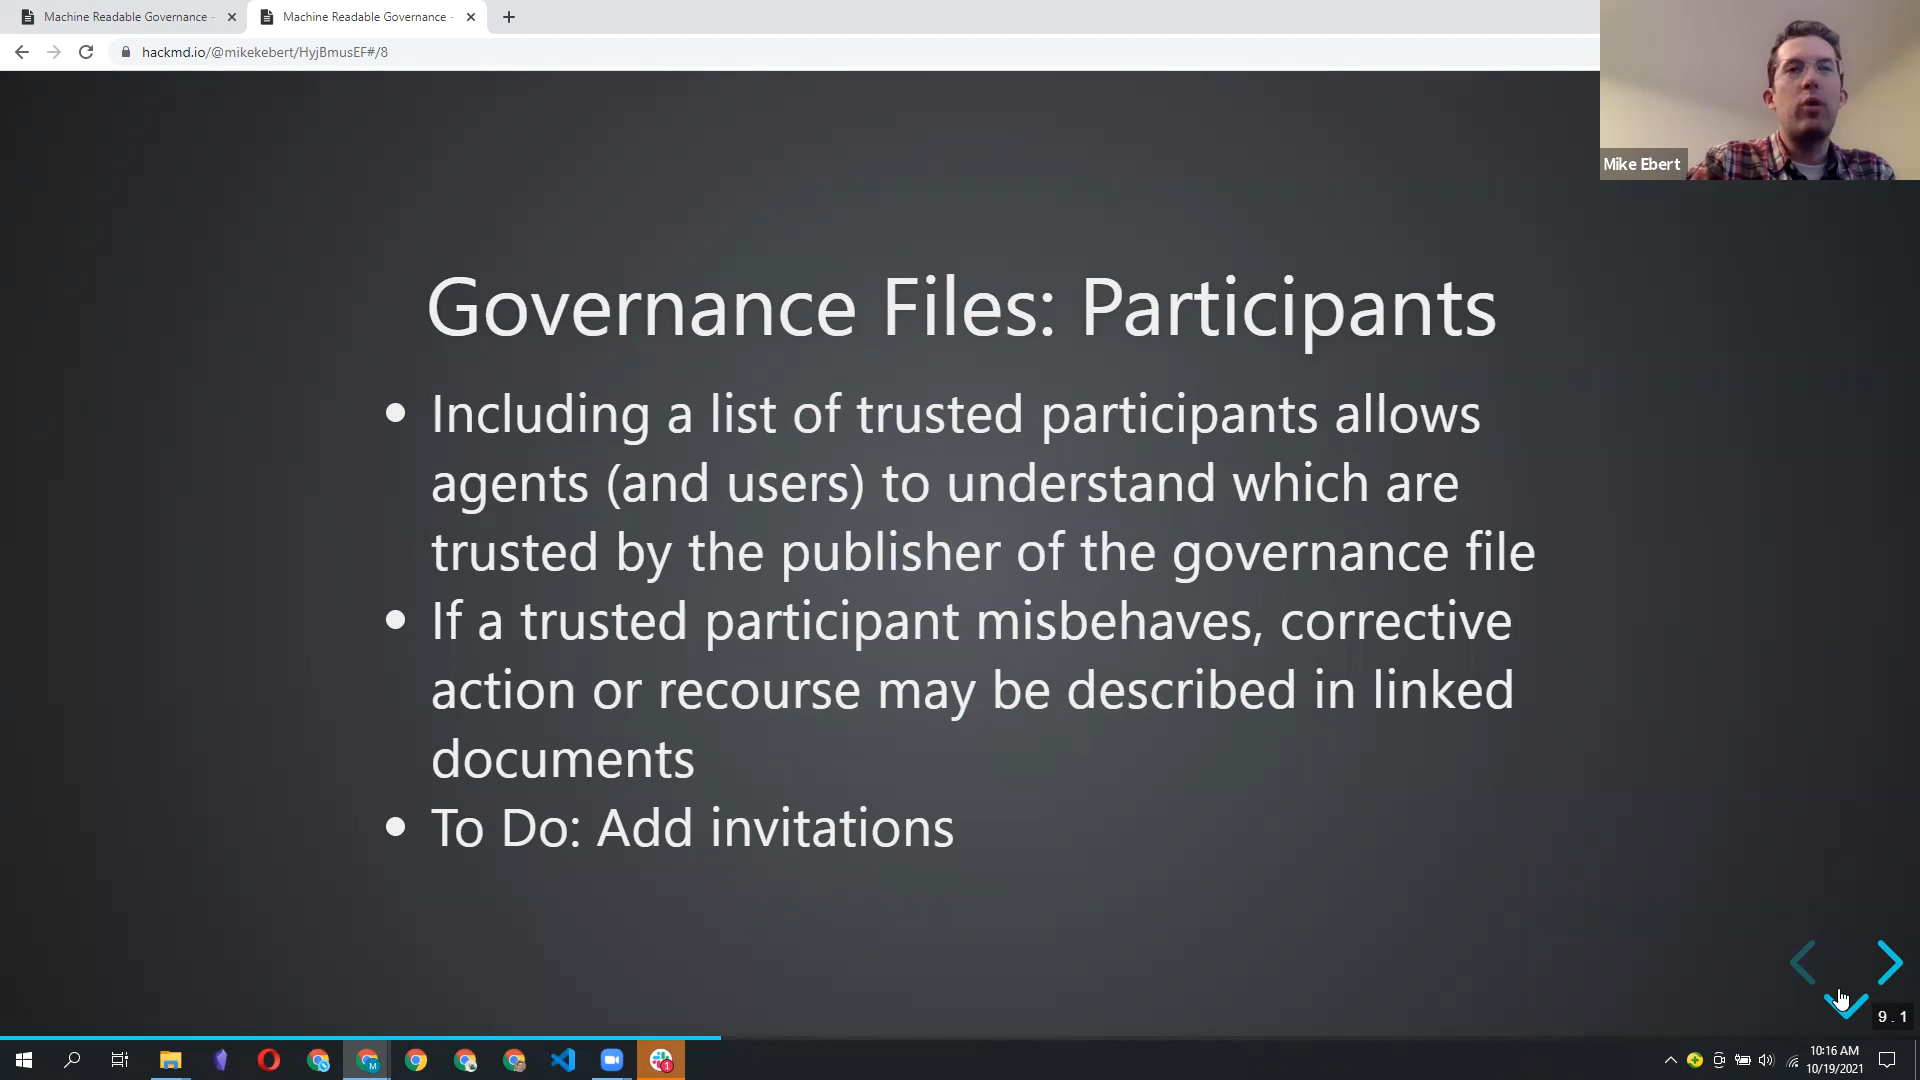 Machine Readable Governance -
Machine Readable Governance -
hackmd.io/@mikekebert/HyjBmusEF#/8
Mike Ebert
Governance Files: Participants
Including a list of trusted participants allows
agents (and users) to understand which are
trusted by the publisher of the governance file
If a trusted participant misbehaves, corrective
action or recourse may be described in linked
documents
To Do: Add invitations
9.1
M
1
10:16 AM
10/19/2021